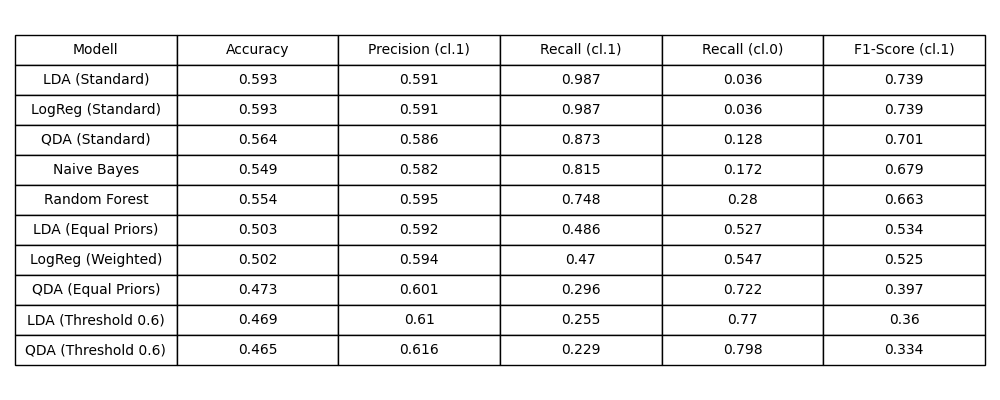 Modell Accuracy Precision (cl.1) Recall (cl.1) Recall (cl.0) F1-Score (cl.1)
LDA (Standard) 0.593 0.591 0.987 0.036 0.739
LogReg (Standard) 0.593 0.591 0.987 0.036 0.739
QDA (Standard) 0.564 0.586 0.873 0.128 0.701
Naive Bayes 0.549 0.582 0.815 0.172 0.679
Random Forest 0.554 0.595 0.748 0.28 0.663
LDA (Equal Priors) 0.503 0.592 0.486 0.527 0.534
LogReg (Weighted) 0.502 0.594 0.47 0.547 0.525
QDA (Equal Priors) 0.473 0.601 0.296 0.722 0.397
LDA (Threshold 0.6) 0.469 0.61 0.255 0.77 0.36
QDA (Threshold 0.6) 0.465 0.616 0.229 0.798 0.334